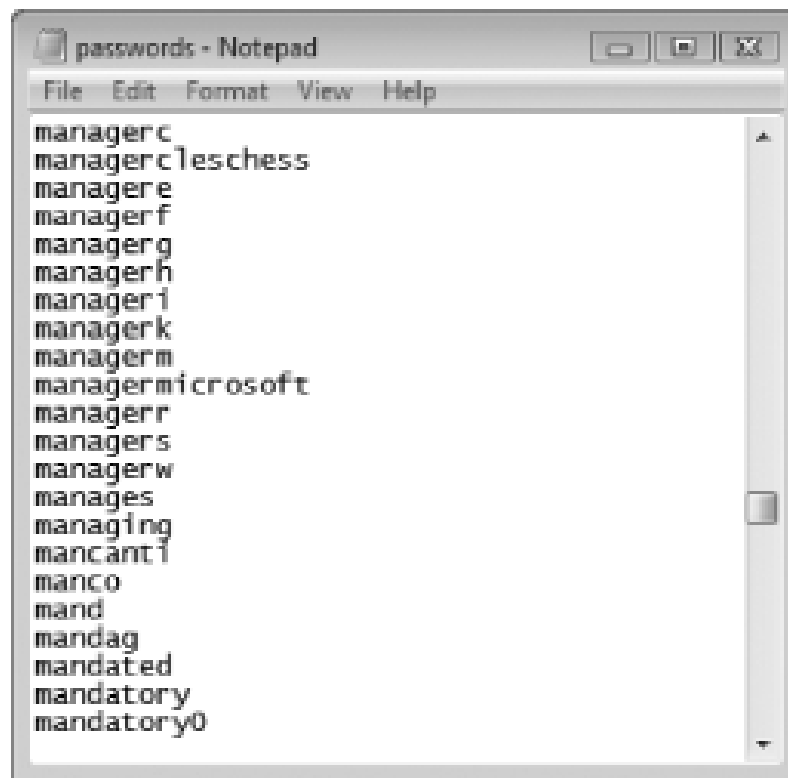 passwords - Notepad
File Edit Format View Help
managerc
managercleschess
managere
managerf
managerg
managerh
manageri
managerk
managerm
managermicrosoft
managerr
managers
managerw
manages
managing
mancanti
manco
mand
mandag
mandated
mandatory
mandatory0